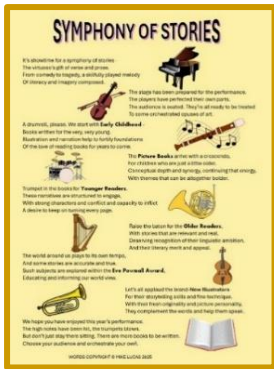 SYMPHONY OF STORIES
It's showtime for a symphony of stories
The virtuoso's gift of verse and prose.
From comedy to tragedy, a skilfully played melody
Of literacy and imagery composed.
The stage has been prepared for the performance.
The players have perfected their own parts.
The audience is seated. They're all ready to be treated
To some orchestrated spaces of art.
A drumroll, please. We start with Early Childhood -
Books written for the very, very young.
Illustration and narration help to fortify foundations
Of the love of reading books for years to come.
The Picture Books arrive with a crescendo,
For children who are just a little older.
Conceptual depth and synergy, continuing that energy,
With themes that can be altogether bolder.
Trumpet in the books for Younger Readers,
These narratives are structured to engage,
With strong characters and conflict and capacity to inflict
A desire to keep on turning every page.
Raise the baton for the Older Readers,
With stories that are relevant and real,
Deserving recognition of their linguistic ambition,
And their literary merit and appeal.
The world around us plays to its own tempo,
And some stories are accurate and true.
Such subjects are explored within the Eve Pownall Award,
Educating and informing our world view.
Let's all applaud the brand-New Illustrators
For their storytelling skills and fine technique.
With their fresh originality and picture personality,
They complement the words and help them speak.
We hope you have enjoyed this year's performance.
The high notes have been hit, the trumpets blown.
But don't just stay there sitting. There are more books to be written.
Choose your audience and orchestrate your own.
WORDS COPYRIGHT © MIKE LUCAS 2025